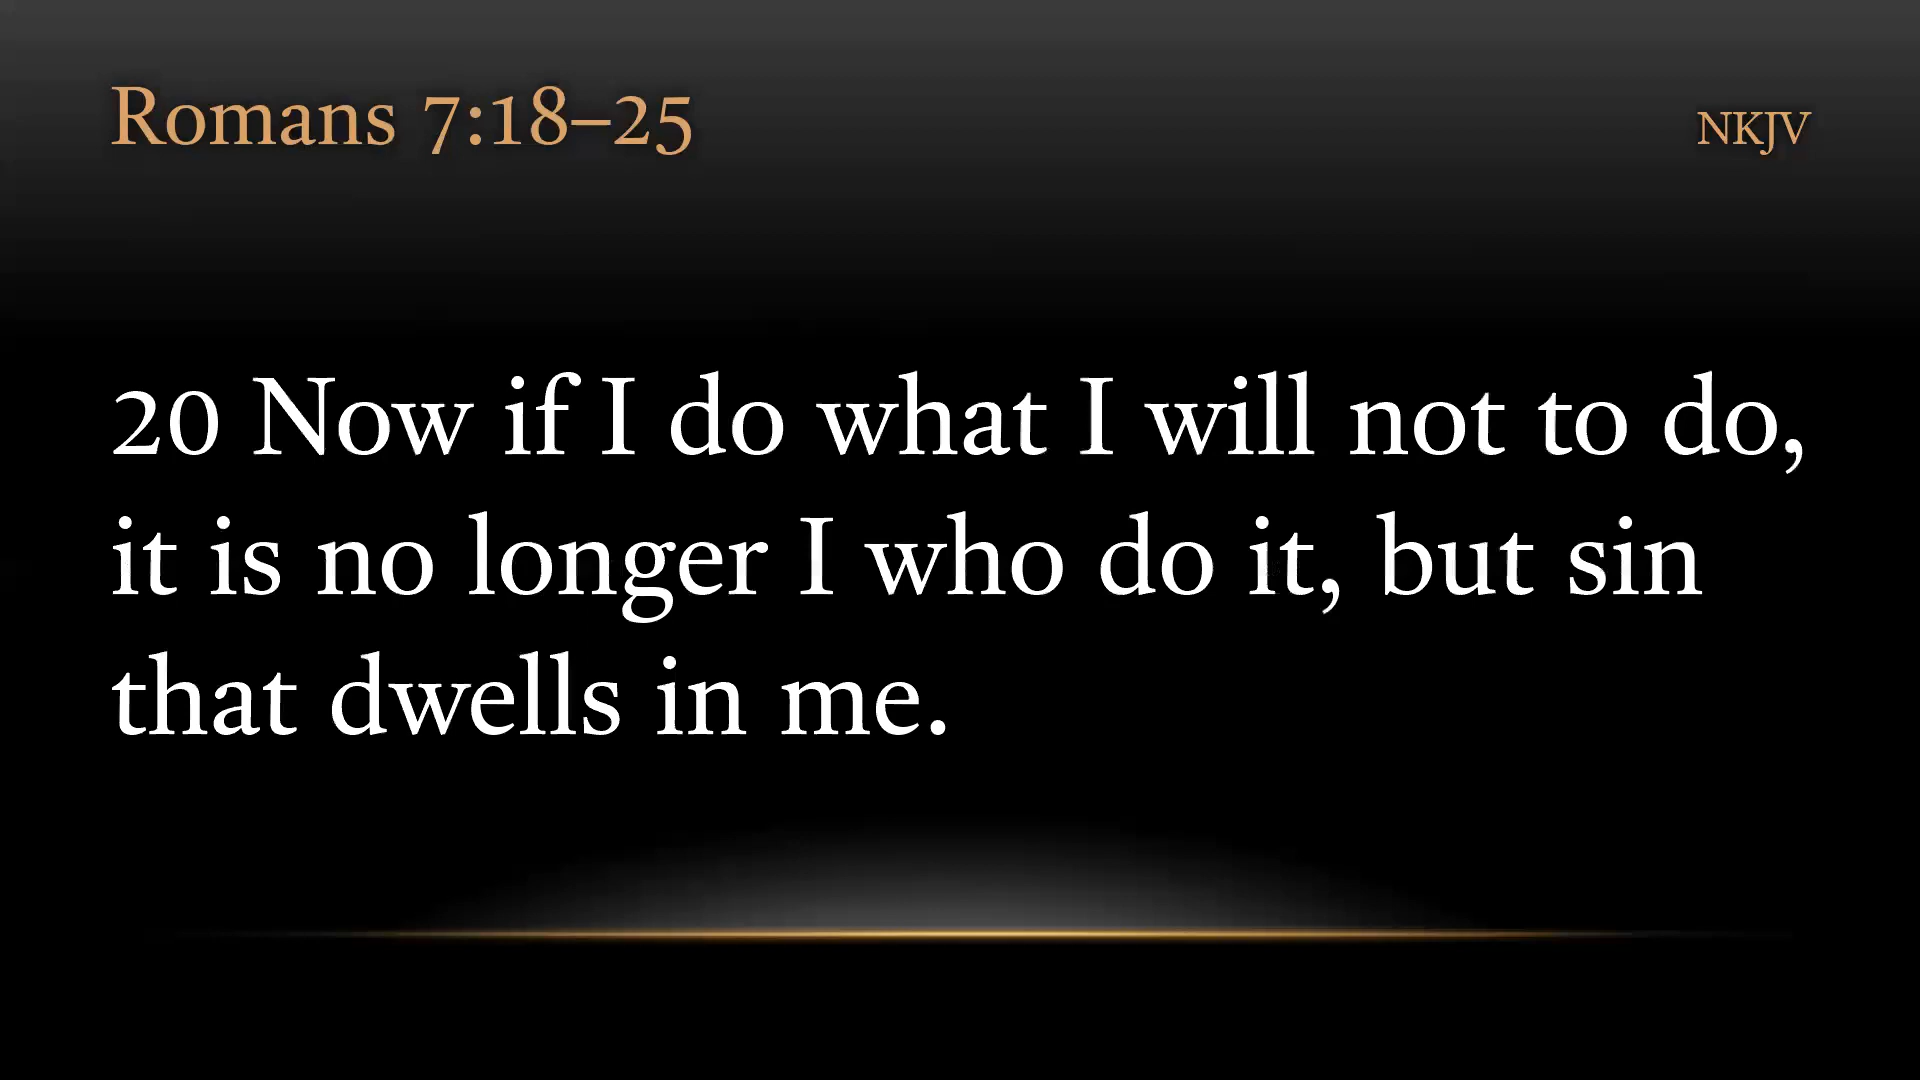 Romans 7:18–25
NKJV
20 Now if I do what I will not to do,
it is no longer I who do it, but sin
that dwells in me.